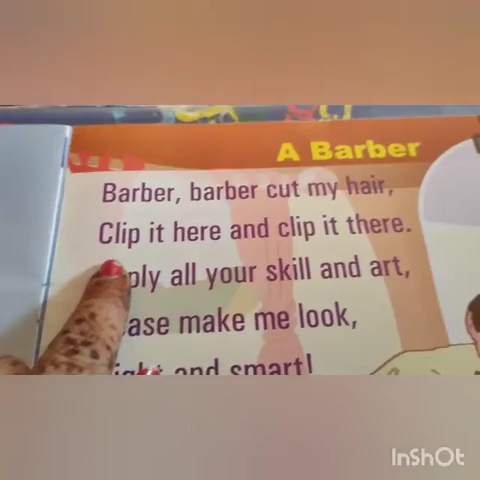 A Barber
Barber, barber cut my hair,
Clip it here and clip it there.
ply all your skill and art,
ase make me look,
and smart!
InShOt